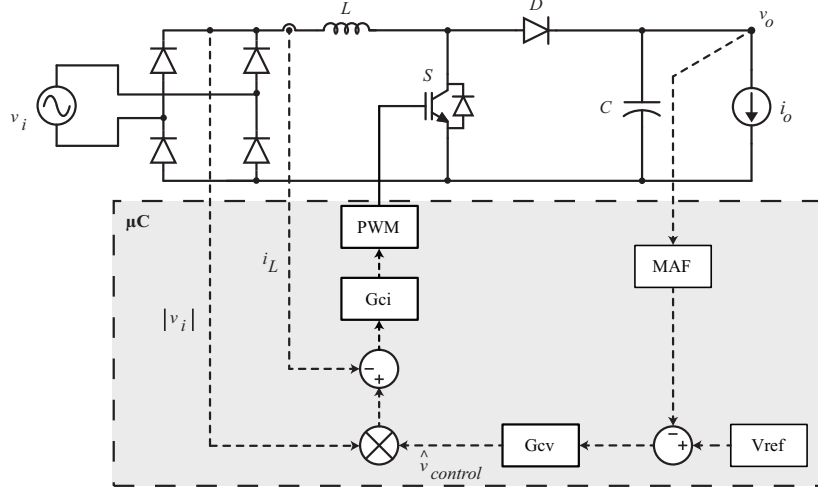 L
D
v_o
S
v_i
C
i_o
µC
PWM
i_L
MAF
Gci
|v_i|
−
+
−
+
Gcv
Vref
v̂_control